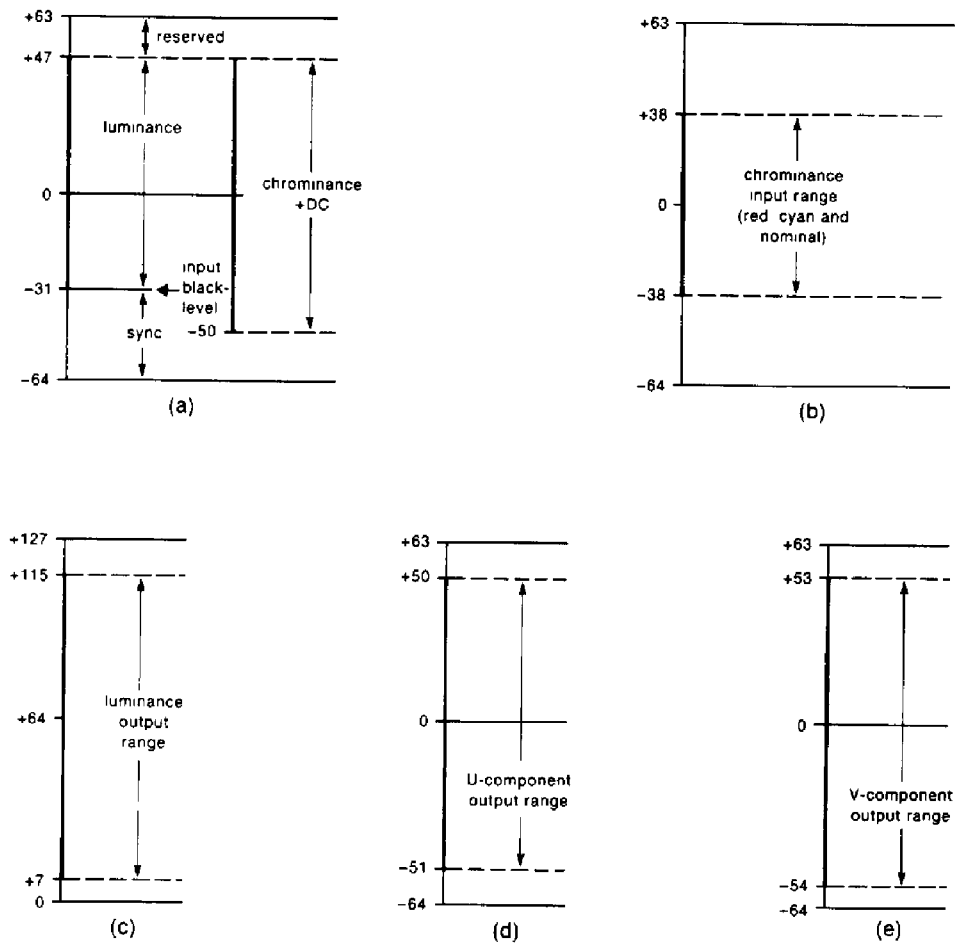 +63
reserved
+47
luminance
0
chrominance
+DC
−31
input
black-
level
sync
−50
−64
(a)
+63
+38
chrominance
input range
0
(red cyan and
nominal)
−38
−64
(b)
+127
+115
luminance
output
range
+64
+7
0
(c)
+63
+50
0
U-component
output range
−51
−64
(d)
+63
+53
0
V-component
output range
−54
−64
(e)